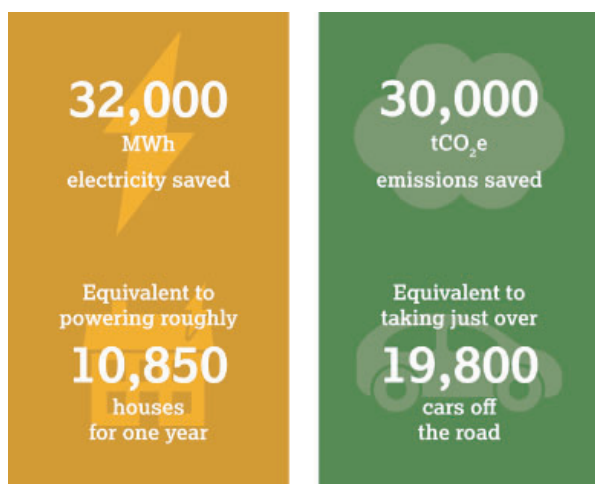 32,000
MWh
electricity saved
Equivalent to
powering roughly
10,850
houses
for one year
30,000
tCO₂e
emissions saved
Equivalent to
taking just over
19,800
cars off
the road